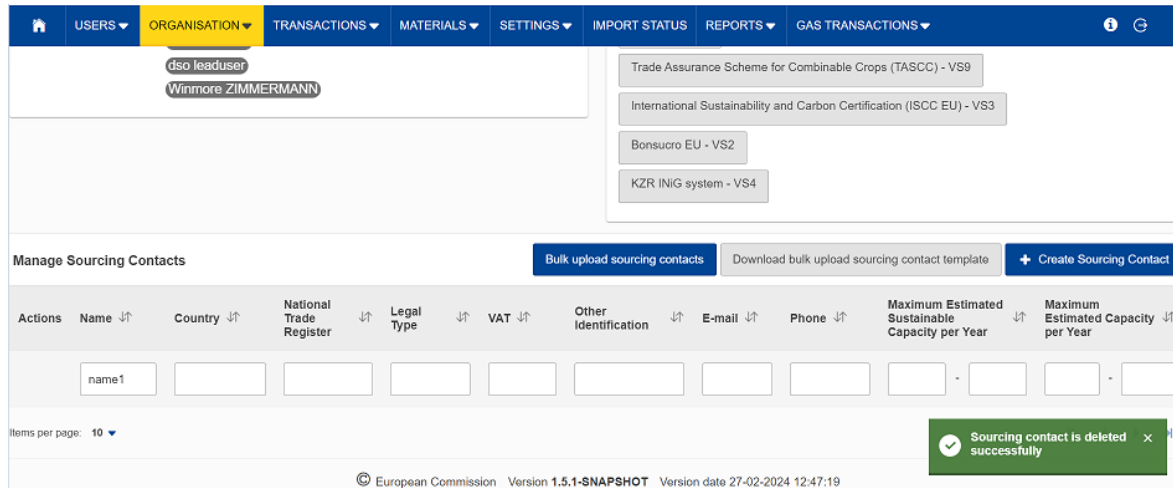 USERS ORGANISATION TRANSACTIONS MATERIALS SETTINGS IMPORT STATUS REPORTS GAS TRANSACTIONS
dso leaduser
Winmore ZIMMERMANN
Trade Assurance Scheme for Combinable Crops (TASCC) - VS9
International Sustainability and Carbon Certification (ISCC EU) - VS3
Bonsucro EU - VS2
KZR INiG system - VS4
Manage Sourcing Contacts
Bulk upload sourcing contacts
Download bulk upload sourcing contact template
+ Create Sourcing Contact
Actions
Name
Country
National
Trade
Register
Legal
Type
VAT
Other
Identification
E-mail
Phone
Maximum Estimated
Sustainable
Capacity per Year
Maximum
Estimated Capacity
per Year
name1
-
-
Items per page: 10
Sourcing contact is deleted
successfully
© European Commission Version 1.5.1-SNAPSHOT Version date 27-02-2024 12:47:19